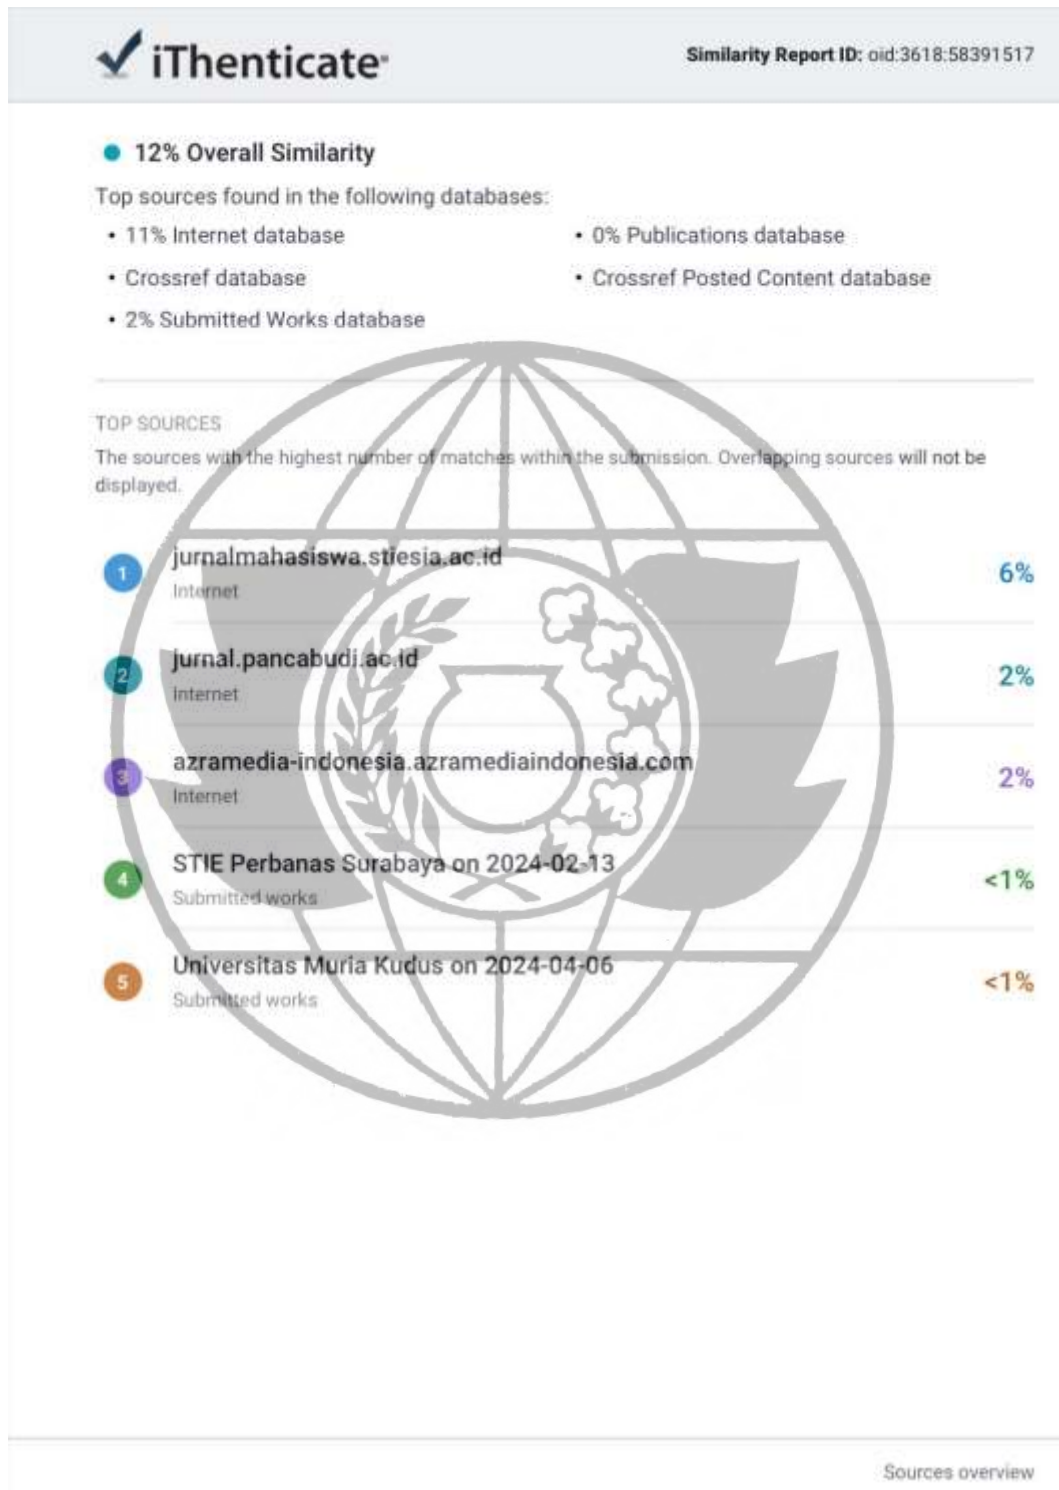 iThenticate
Similarity Report ID: oid:3618:58391517
12% Overall Similarity
Top sources found in the following databases:
• 11% Internet database
• 0% Publications database
• Crossref database
• Crossref Posted Content database
• 2% Submitted Works database
TOP SOURCES
The sources with the highest number of matches within the submission. Overlapping sources will not be
displayed.
1
jurnalmahasiswa.stiesia.ac.id
Internet
6%
2
jurnal.pancabudi.ac.id
Internet
2%
3
azramedia-indonesia.azramediaindonesia.com
Internet
2%
4
STIE Perbanas Surabaya on 2024-02-13
Submitted works
<1%
5
Universitas Muria Kudus on 2024-04-06
Submitted works
<1%
Sources overview